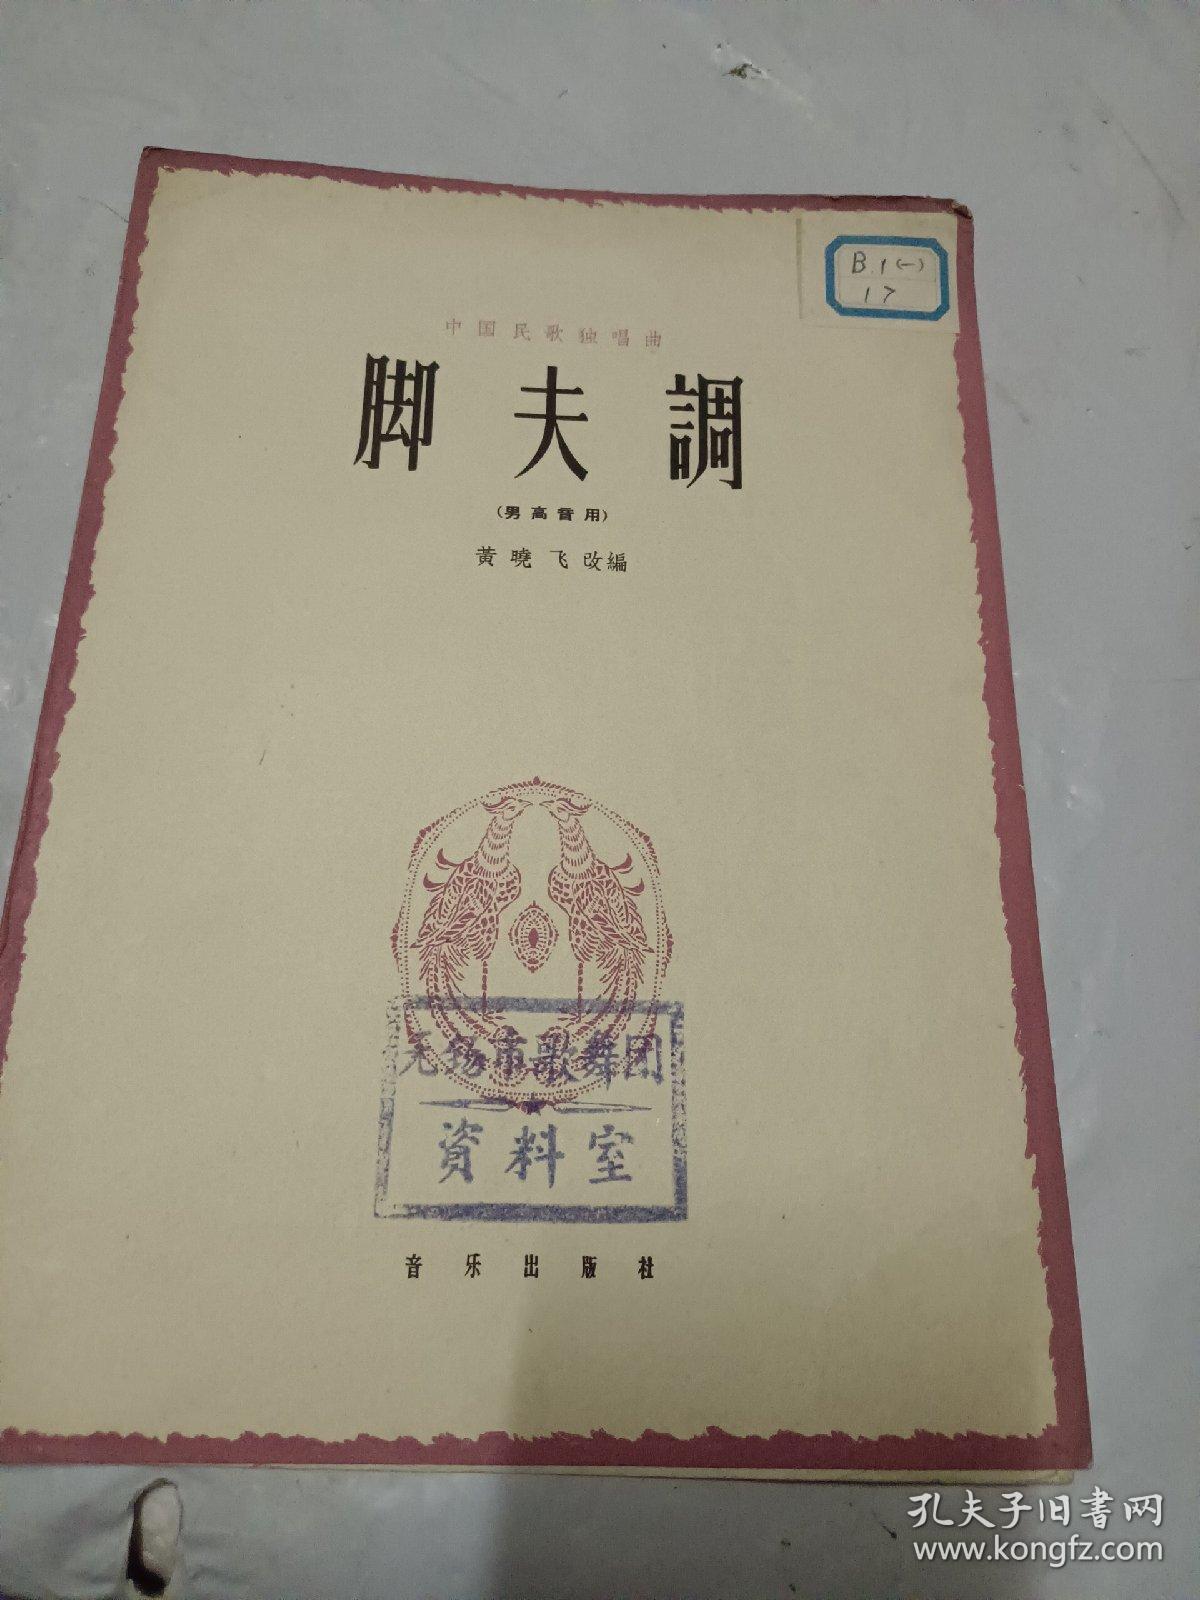 B.1(一)
17
中国民歌独唱曲
脚夫調
(男高音用)
黄曉飞改編
无锡市歌舞团
資料室
音乐出版社
孔夫子旧书网
www.kongfz.com